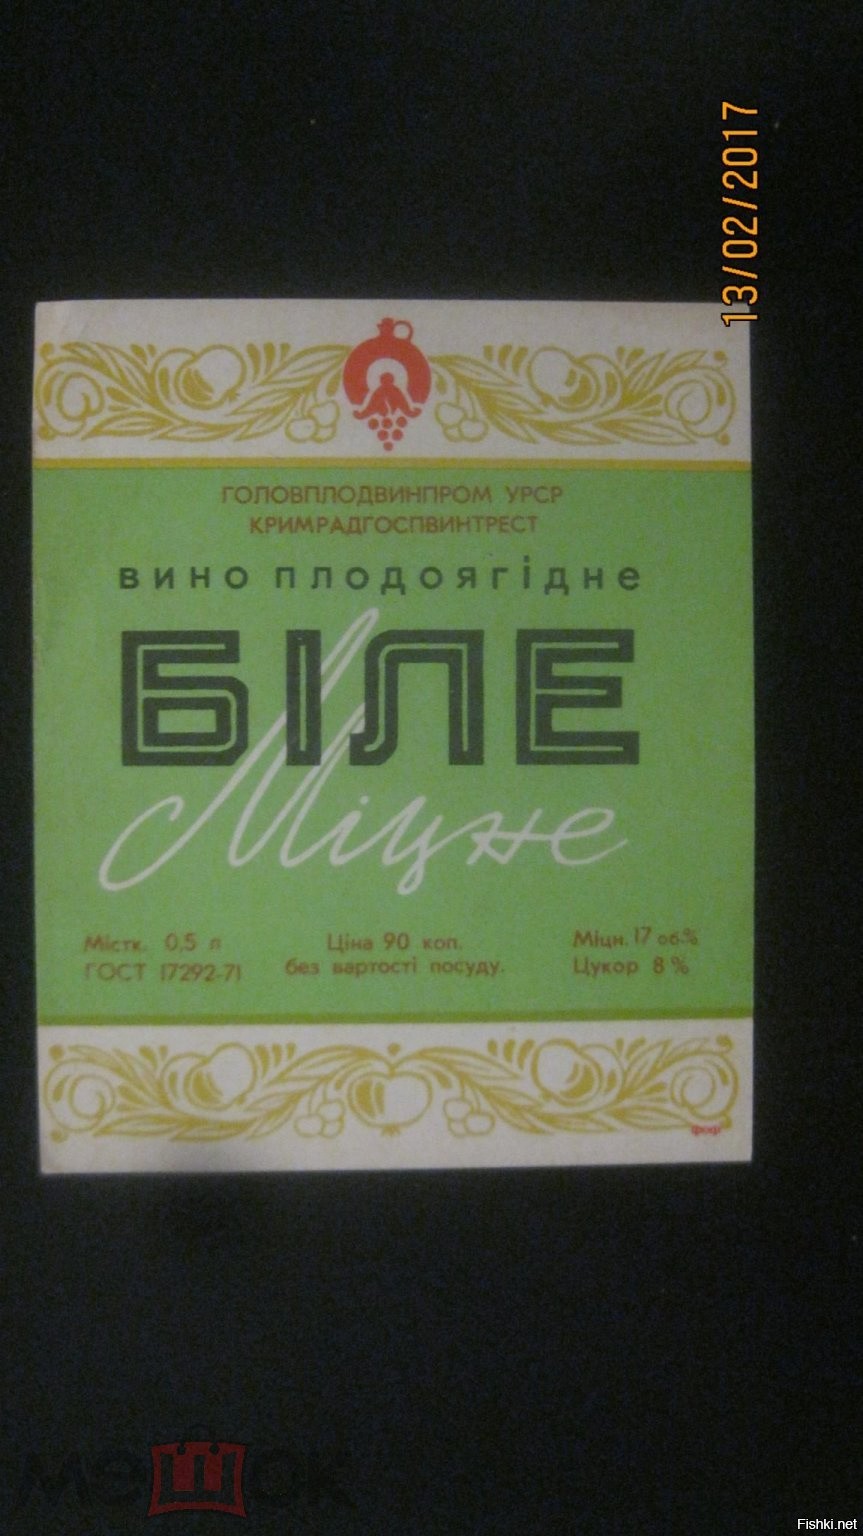 13/02/2017
ГОЛОВПЛОДВИНПРОМ УРСР
КРИМРАДГОСПВИНТРЕСТ
ВИНО ПЛОДОЯГІДНЕ
БІЛЕ
Міцне
Містк. 0,5 л
ГОСТ 17292-71
Ціна 90 коп.
без вартості посуду.
Міцн. 17 об.%
Цукор 8 %
МЭШОК
Fishki.net